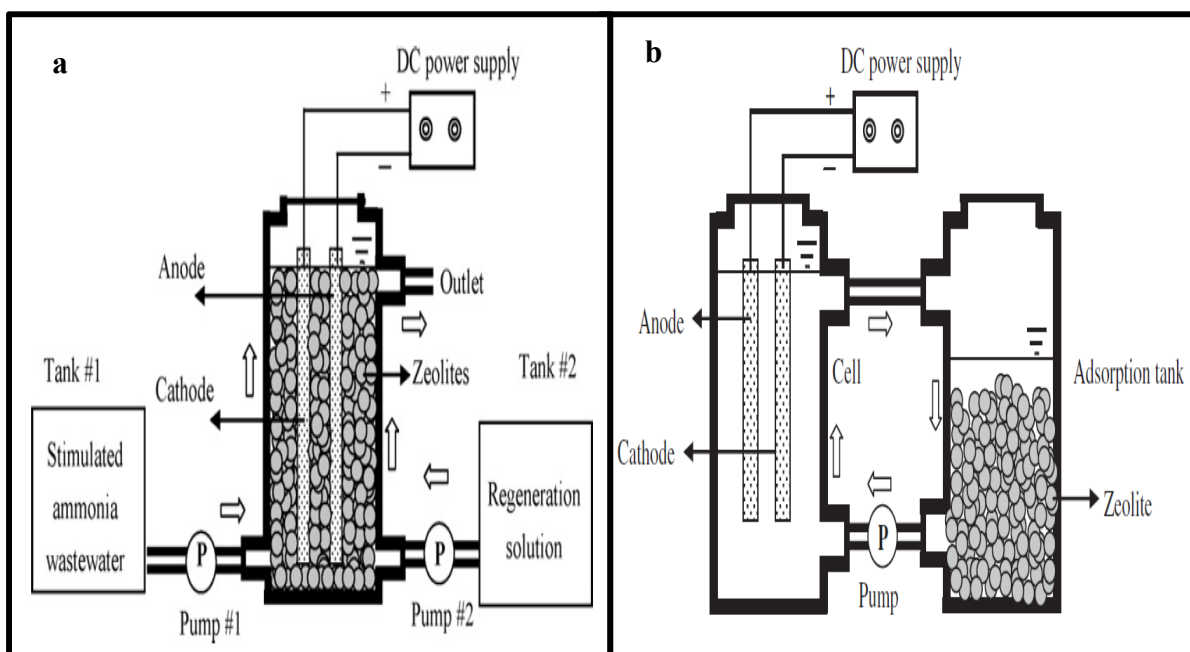 a
DC power supply
+
−
Anode
Outlet
Tank #1
Cathode
Zeolites
Tank #2
Stimulated
ammonia
wastewater
Regeneration
solution
P
P
Pump #1
Pump #2
b
DC power supply
+
−
Anode
Cell
Adsorption tank
Cathode
Zeolite
P
Pump